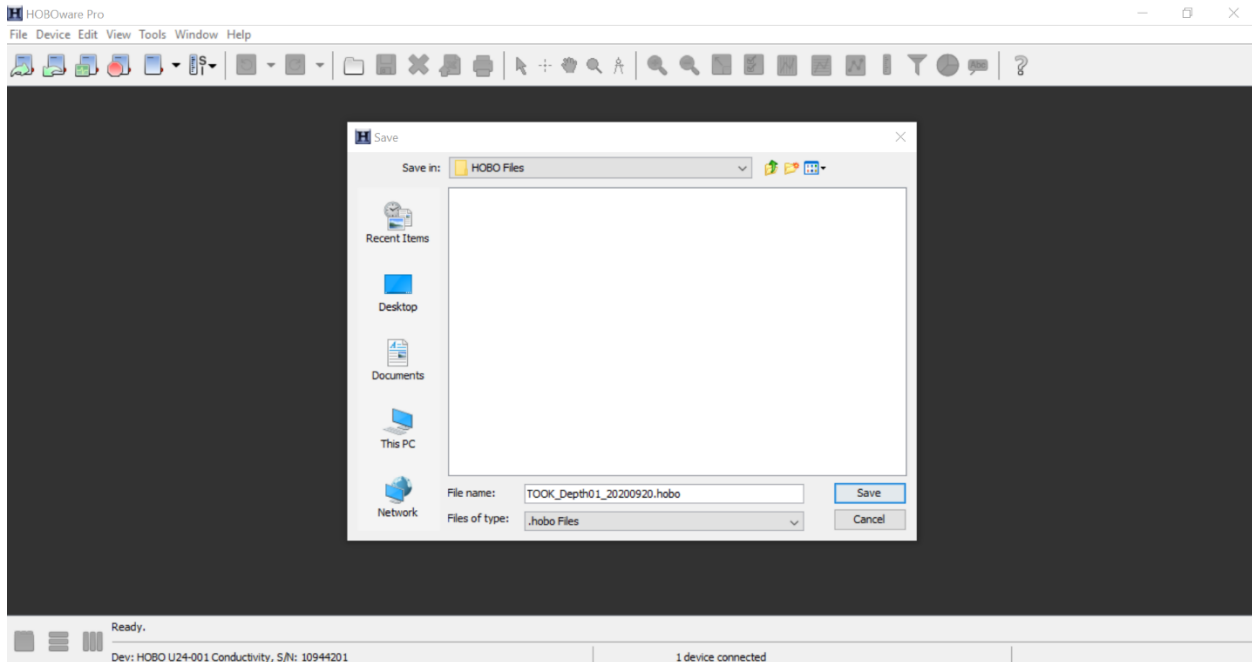 HOBOware Pro
File Device Edit View Tools Window Help
Save
Save in: HOBO Files
Recent Items
Desktop
Documents
This PC
Network
File name: TOOK_Depth01_20200920.hobo Save
Files of type: .hobo Files Cancel
Ready.
Dev: HOBO U24-001 Conductivity, S/N: 10944201 1 device connected